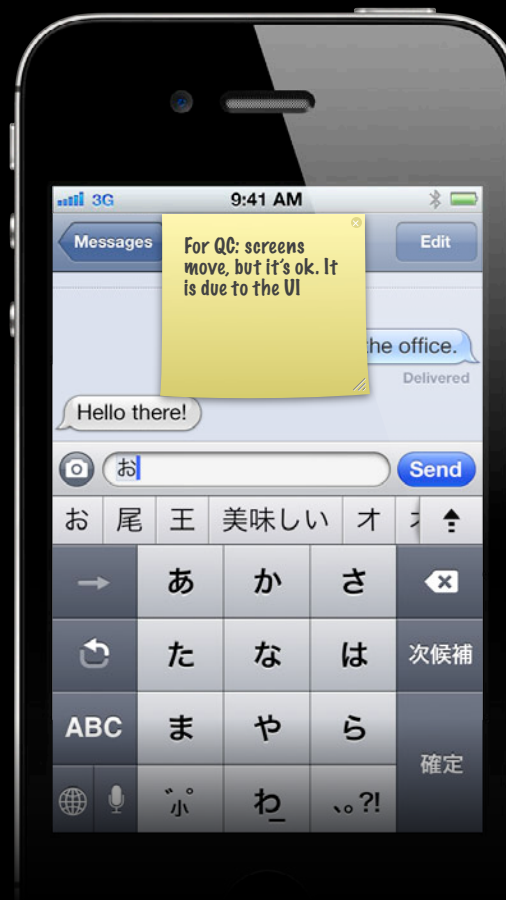 3G 9:41 AM
Messages
Edit
For QC: screens
move, but it's ok. It
is due to the UI
he office.
Delivered
Hello there!
お
Send
お 尾 王 美味しい オ
→ あ か さ
た な は 次候補
ABC ま や ら
確定
゛゜小 わ_ 、。?!